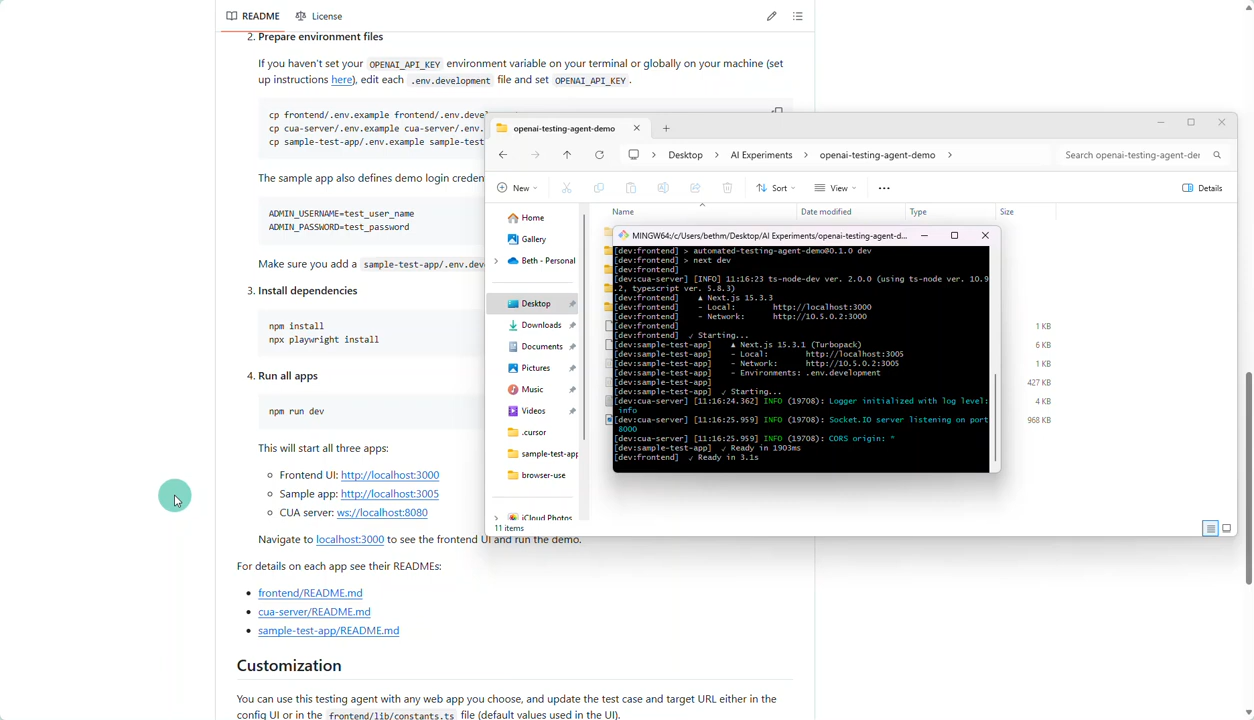 README
License
2. Prepare environment files
If you haven't set your OPENAI_API_KEY environment variable on your terminal or globally on your machine (set
up instructions here), edit each .env.development file and set OPENAI_API_KEY.
cp frontend/.env.example frontend/.env.deve
cp cua-server/.env.example cua-server/.env.
cp sample-test-app/.env.example sample-test
The sample app also defines demo login creden
ADMIN_USERNAME=test_user_name
ADMIN_PASSWORD=test_password
Make sure you add a sample-test-app/.env.dev
3. Install dependencies
npm install
npx playwright install
4. Run all apps
npm run dev
This will start all three apps:
Frontend UI: http://localhost:3000
Sample app: http://localhost:3005
CUA server: ws://localhost:8080
Navigate to localhost:3000 to see the frontend UI and run the demo.
For details on each app see their READMEs:
frontend/README.md
cua-server/README.md
sample-test-app/README.md
Customization
You can use this testing agent with any web app you choose, and update the test case and target URL either in the
config UI or in the frontend/lib/constants.ts file (default values used in the UI).
openai-testing-agent-demo
Desktop > AI Experiments > openai-testing-agent-demo >
Search openai-testing-agent-der
New
Sort
View
Details
Name
Date modified
Type
Size
Home
Gallery
Beth - Personal
Desktop
Downloads
Documents
Pictures
Music
Videos
.cursor
sample-test-app
browser-use
iCloud Photos
1 KB
6 KB
1 KB
427 KB
4 KB
968 KB
11 items
MINGW64:/c/Users/bethm/Desktop/AI Experiments/openai-testing-agent-d...
[dev:frontend] > automated-testing-agent-demo@0.1.0 dev
[dev:frontend] > next dev
[dev:frontend]
[dev:cua-server] [INFO] 11:16:23 ts-node-dev ver. 2.0.0 (using ts-node ver. 10.9
.2, typescript ver. 5.8.3)
[dev:frontend] ▲ Next.js 15.3.3
[dev:frontend] - Local: http://localhost:3000
[dev:frontend] - Network: http://10.5.0.2:3000
[dev:frontend]
[dev:frontend] ✓ Starting...
[dev:sample-test-app] ▲ Next.js 15.3.1 (Turbopack)
[dev:sample-test-app] - Local: http://localhost:3005
[dev:sample-test-app] - Network: http://10.5.0.2:3005
[dev:sample-test-app] - Environments: .env.development
[dev:sample-test-app]
[dev:sample-test-app] ✓ Starting...
[dev:cua-server] [11:16:24.362] INFO (19708): Logger initialized with log level:
info
[dev:cua-server] [11:16:25.959] INFO (19708): Socket.IO server listening on port
8000
[dev:cua-server] [11:16:25.959] INFO (19708): CORS origin: *
[dev:sample-test-app] ✓ Ready in 1903ms
[dev:frontend] ✓ Ready in 3.1s